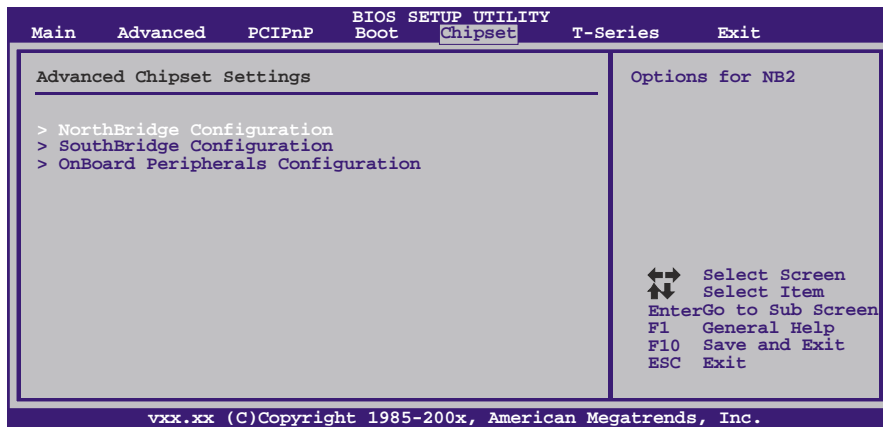 BIOS SETUP UTILITY
Main Advanced PCIPnP Boot Chipset T-Series Exit
Advanced Chipset Settings
Options for NB2
> NorthBridge Configuration
> SouthBridge Configuration
> OnBoard Peripherals Configuration
Select Screen
Select Item
Enter Go to Sub Screen
F1 General Help
F10 Save and Exit
ESC Exit
vxx.xx (C)Copyright 1985-200x, American Megatrends, Inc.